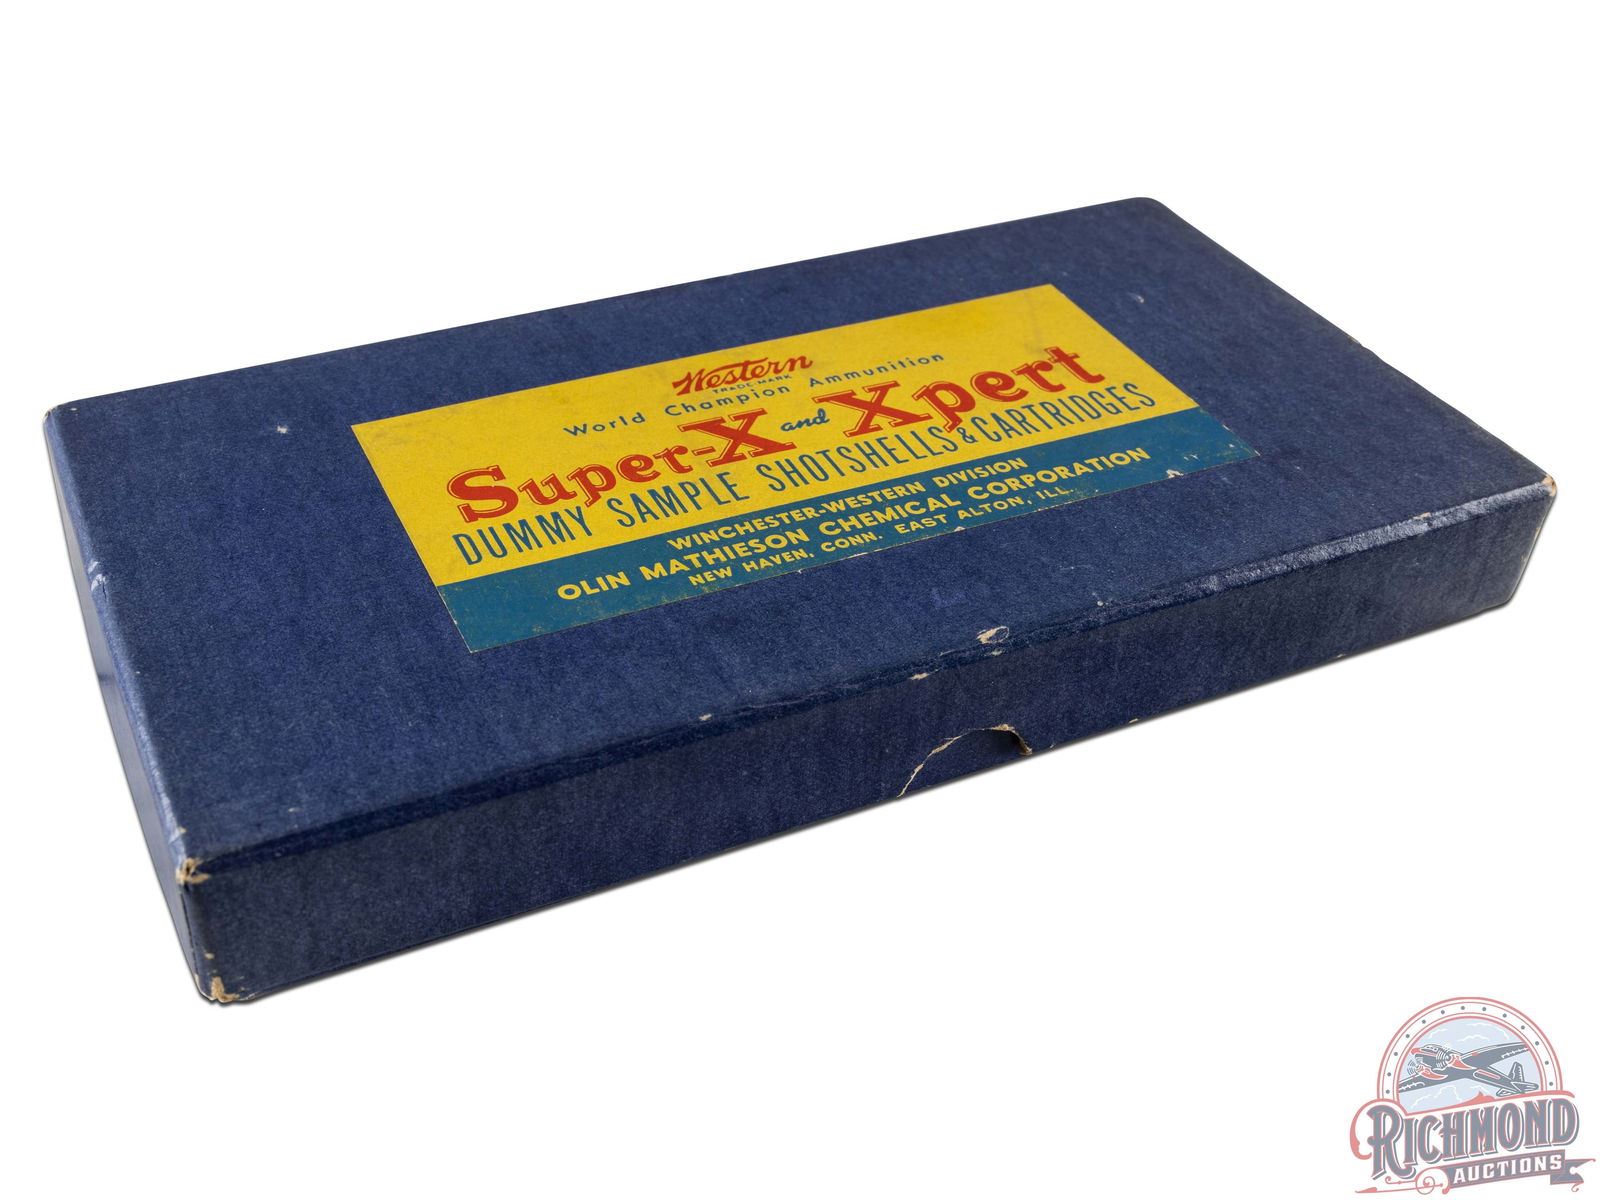 Western
TRADE-MARK
World Champion Ammunition
Super-X and Xpert
DUMMY SAMPLE SHOTSHELLS & CARTRIDGES
WINCHESTER-WESTERN DIVISION
OLIN MATHIESON CHEMICAL CORPORATION
NEW HAVEN, CONN. EAST ALTON, ILL.
RICHMOND
AUCTIONS